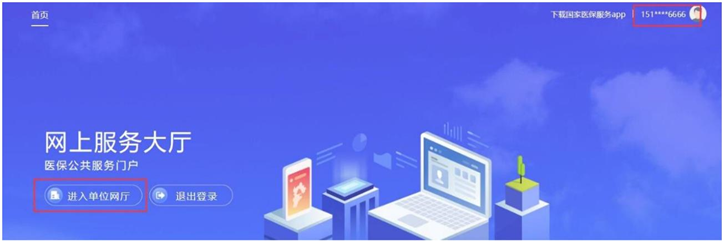 首页
下载国家医保服务app | 151****6666
网上服务大厅
医保公共服务门户
进入单位网厅 退出登录